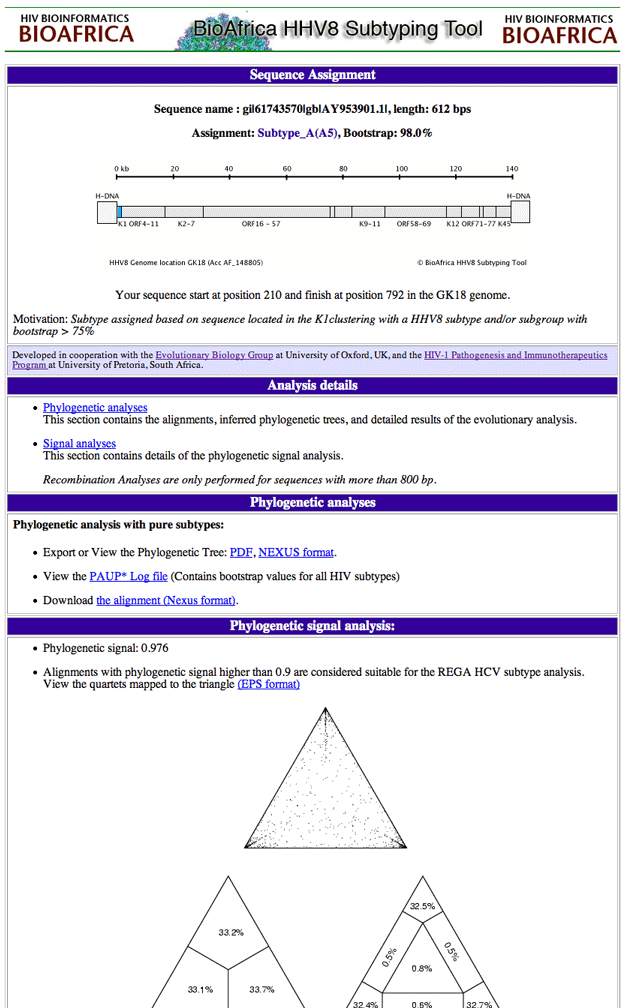 HIV BIOINFORMATICS
BIOAFRICA
BioAfrica HHV8 Subtyping Tool
HIV BIOINFORMATICS
BIOAFRICA
Sequence Assignment
Sequence name : gi|61743570|gb|AY953901.1|, length: 612 bps
Assignment: Subtype_A(A5), Bootstrap: 98.0%
0 kb 20 40 60 80 100 120 140
H-DNA H-DNA
K1 ORF4-11 K2-7 ORF16 - 57 K9-11 ORF58-69 K12 ORF71-77 K45
HHV8 Genome location GK18 (Acc AF_148805) © BioAfrica HHV8 Subtyping Tool
Your sequence start at position 210 and finish at position 792 in the GK18 genome.
Motivation: Subtype assigned based on sequence located in the K1clustering with a HHV8 subtype and/or subgroup with
bootstrap > 75%
Developed in cooperation with the Evolutionary Biology Group at University of Oxford, UK, and the HIV-1 Pathogenesis and Immunotherapeutics
Program at University of Pretoria, South Africa.
Analysis details
• Phylogenetic analyses
This section contains the alignments, inferred phylogenetic trees, and detailed results of the evolutionary analysis.
• Signal analyses
This section contains details of the phylogenetic signal analysis.
Recombination Analyses are only performed for sequences with more than 800 bp.
Phylogenetic analyses
Phylogenetic analysis with pure subtypes:
• Export or View the Phylogenetic Tree: PDF, NEXUS format.
• View the PAUP* Log file (Contains bootstrap values for all HIV subtypes)
• Download the alignment (Nexus format).
Phylogenetic signal analysis:
• Phylogenetic signal: 0.976
• Alignments with phylogenetic signal higher than 0.9 are considered suitable for the REGA HCV subtype analysis.
View the quartets mapped to the triangle (EPS format)
33.2%
33.1% 33.7%
32.5%
0.5% 0.5%
0.8%
32.4% 0.6% 32.7%